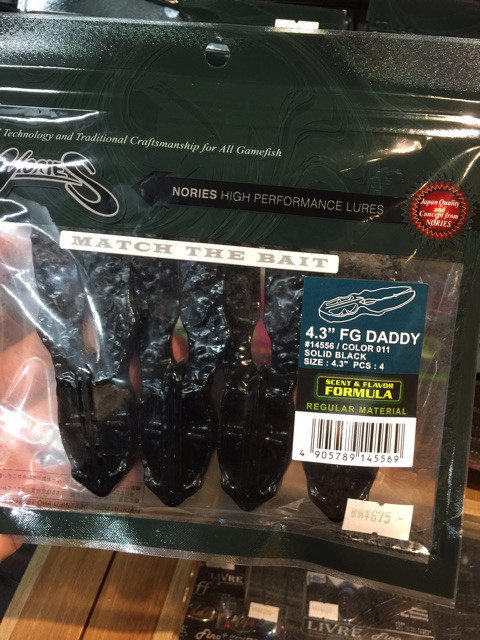 Technology and Traditional Craftsmanship for All Gamefish
NORIES
NORIES HIGH PERFORMANCE LURES
Japan Quality
and
Concept from
NORIES
MATCH THE BAIT
4.3" FG DADDY
#14556 / COLOR 011
SOLID BLACK
SIZE : 4.3" PCS : 4
SCENT & FLAVOR
FORMULA
REGULAR MATERIAL
4 905789 145569
¥675-
LIVRE
LIVRE